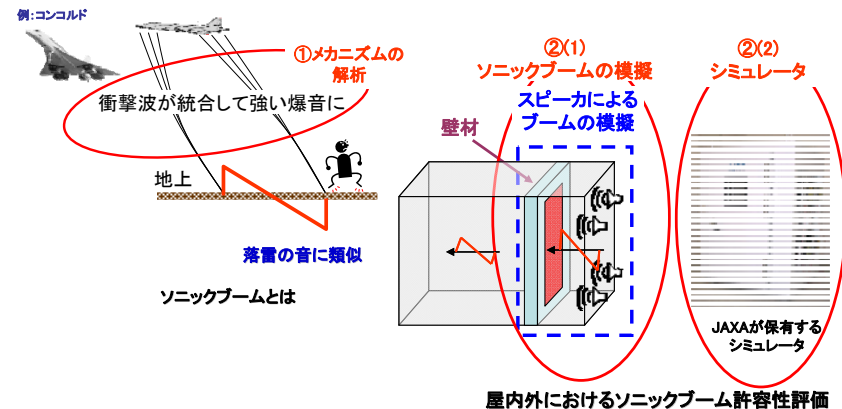 例:コンコルド
①メカニズムの
解析
衝撃波が統合して強い爆音に
地上
落雷の音に類似
ソニックブームとは
②(1)
ソニックブームの模擬
スピーカによる
ブームの模擬
壁材
②(2)
シミュレータ
JAXAが保有する
シミュレータ
屋内外におけるソニックブーム許容性評価